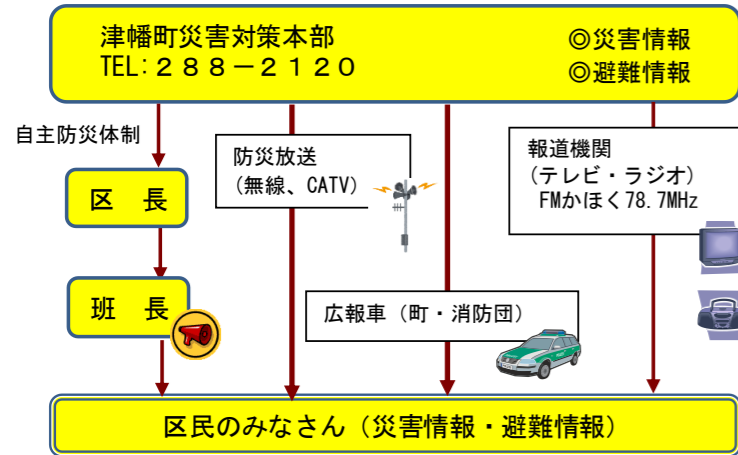 津幡町災害対策本部
TEL:２８８－２１２０
◎災害情報
◎避難情報
自主防災体制
区　長
班　長
防災放送
(無線、CATV)
広報車（町・消防団）
報道機関
(テレビ・ラジオ)
FMかほく78.7MHz
区民のみなさん（災害情報・避難情報）